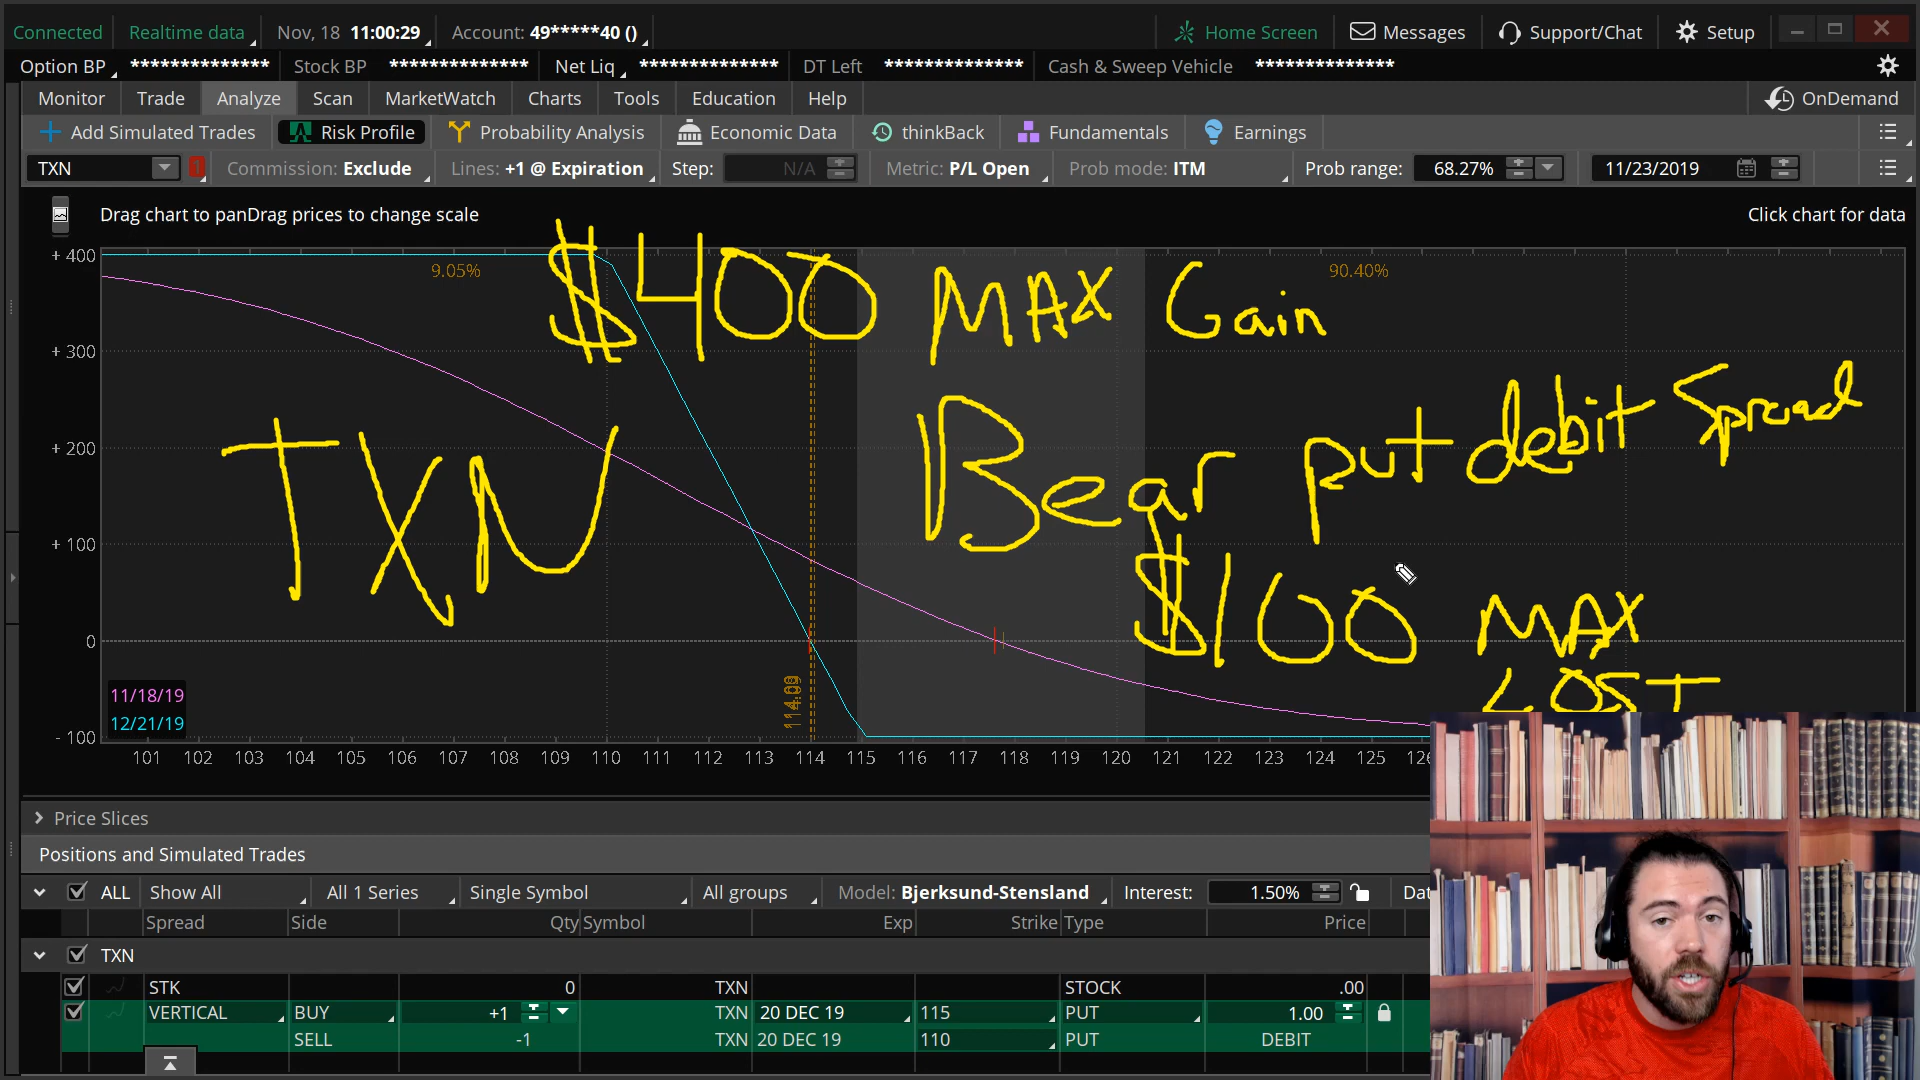 Connected Realtime data Nov, 18 11:00:29 Account: 49*****40 () Home Screen Messages Support/Chat Setup
Option BP ************** Stock BP ************** Net Liq ************** DT Left ************** Cash & Sweep Vehicle **************
Monitor Trade Analyze Scan MarketWatch Charts Tools Education Help OnDemand
Add Simulated Trades Risk Profile Probability Analysis Economic Data thinkBack Fundamentals Earnings
TXN 1 Commission: Exclude Lines: +1 @ Expiration Step: N/A Metric: P/L Open Prob mode: ITM Prob range: 68.27% 11/23/2019
Drag chart to panDrag prices to change scale Click chart for data
+ 400
9.05% 90.40%
$400 MAX Gain
+ 300
Bear put debit Spread
+ 200
TXN
+ 100
$100 MAX
LOST
0
114.09
11/18/19
12/21/19
- 100
101 102 103 104 105 106 107 108 109 110 111 112 113 114 115 116 117 118 119 120 121 122 123 124 125
Price Slices
Positions and Simulated Trades
ALL Show All All 1 Series Single Symbol All groups Model: Bjerksund-Stensland Interest: 1.50%
Spread Side Qty Symbol Exp Strike Type Price
TXN
STK 0 TXN STOCK .00
VERTICAL BUY +1 TXN 20 DEC 19 115 PUT 1.00
SELL -1 TXN 20 DEC 19 110 PUT DEBIT